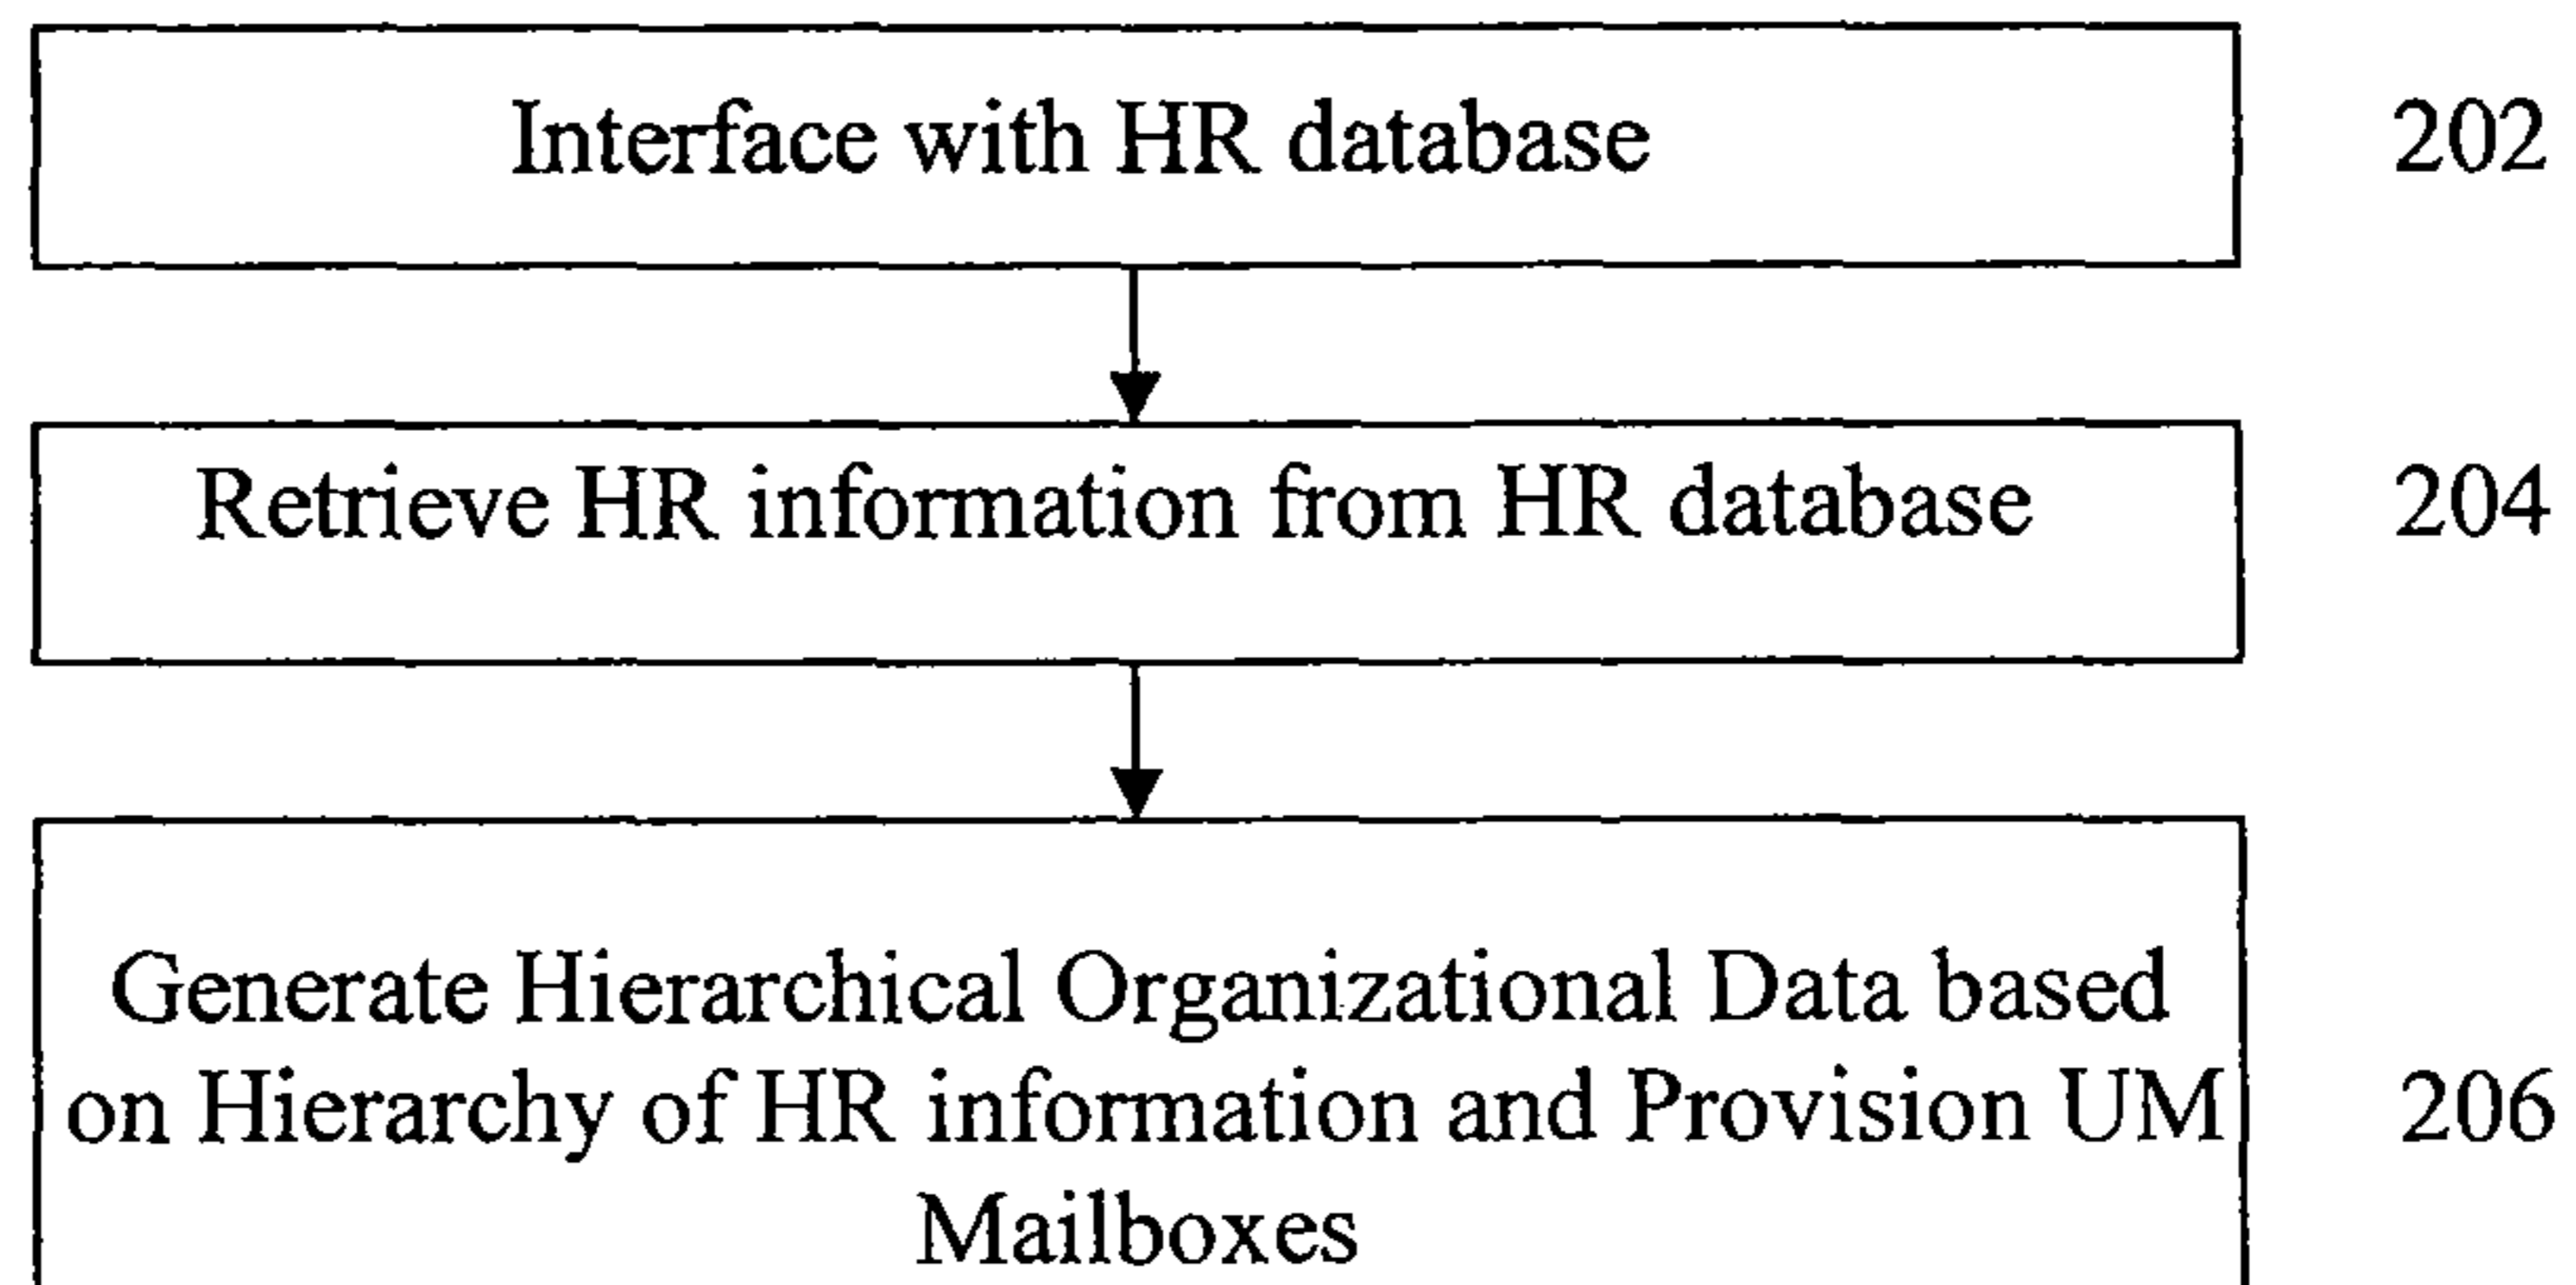 Interface with HR database 202
Retrieve HR information from HR database 204
Generate Hierarchical Organizational Data based
on Hierarchy of HR information and Provision UM 206
Mailboxes